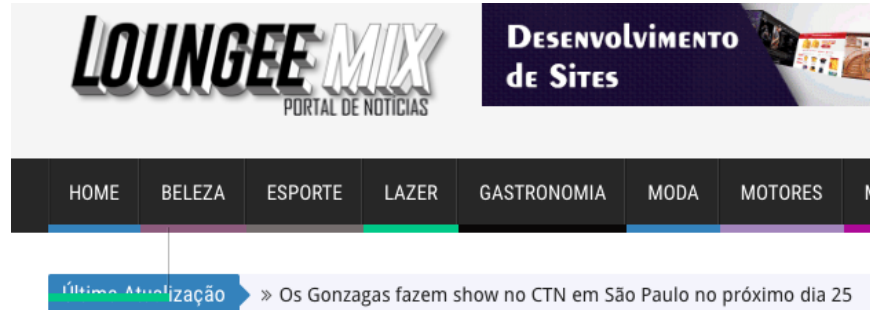 LOUNGEE MIX
PORTAL DE NOTÍCIAS
DESENVOLVIMENTO
DE SITES
HOME BELEZA ESPORTE LAZER GASTRONOMIA MODA MOTORES
Última Atualização » Os Gonzagas fazem show no CTN em São Paulo no próximo dia 25